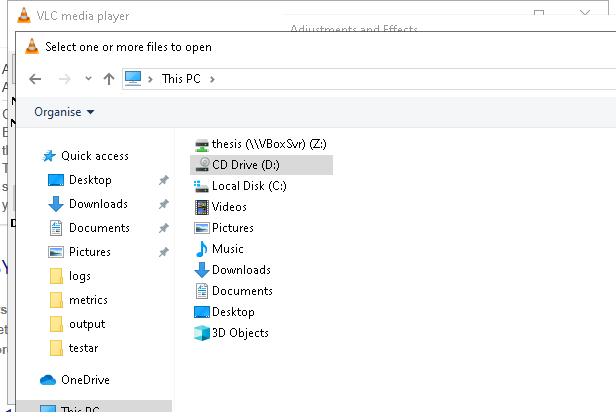 VLC media player
Adjustments and Effects
Select one or more files to open
This PC
Organise
Quick access
Desktop
Downloads
Documents
Pictures
logs
metrics
output
testar
OneDrive
This PC
thesis (\\VBoxSvr) (Z:)
CD Drive (D:)
Local Disk (C:)
Videos
Pictures
Music
Downloads
Documents
Desktop
3D Objects